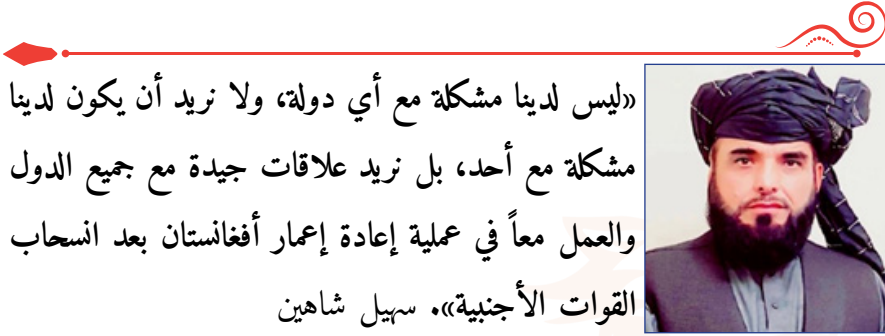 «ليس لدينا مشكلة مع أي دولة، ولا نريد أن يكون لدينا
مشكلة مع أحد، بل نريد علاقات جيدة مع جميع الدول
والعمل معاً في عملية إعادة إعمار أفغانستان بعد انسحاب
القوات الأجنبية». سهيل شاهين